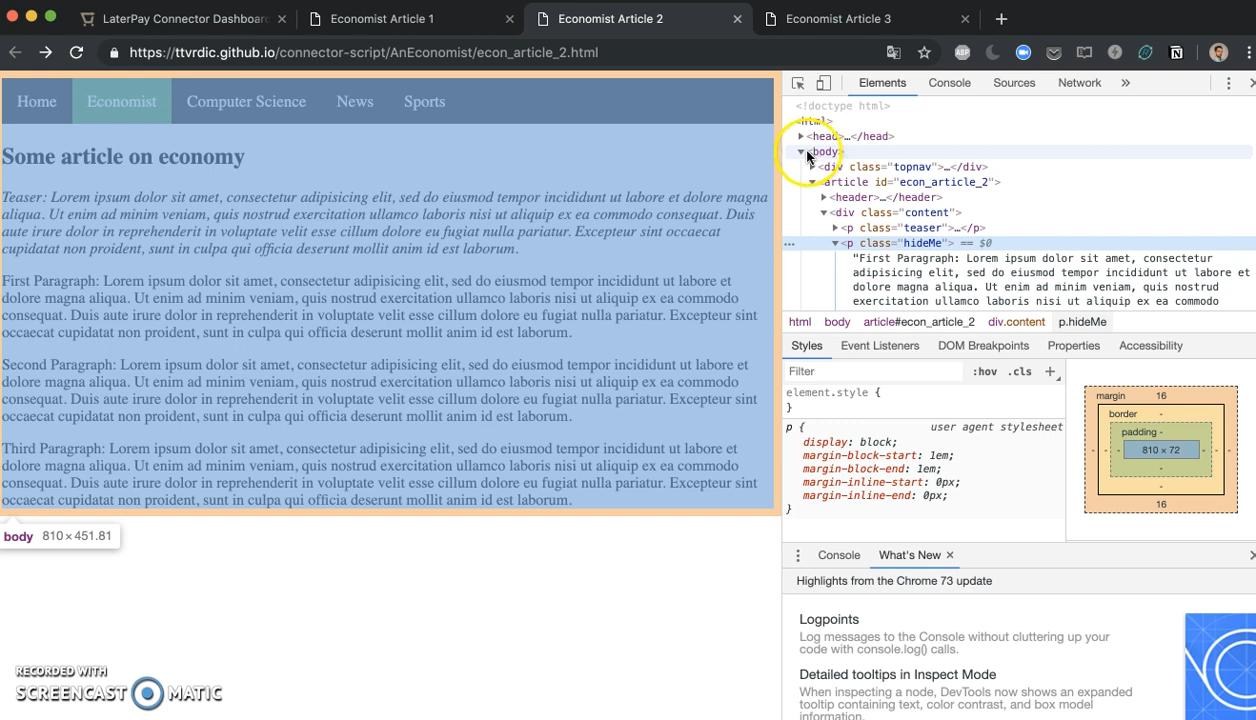 LaterPay Connector Dashboard
Economist Article 1
Economist Article 2
Economist Article 3
https://ttvrdic.github.io/connector-script/AnEconomist/econ_article_2.html
ABP
Home
Economist
Computer Science
News
Sports
Some article on economy
Teaser: Lorem ipsum dolor sit amet, consectetur adipisicing elit, sed do eiusmod tempor incididunt ut labore et dolore magna
aliqua. Ut enim ad minim veniam, quis nostrud exercitation ullamco laboris nisi ut aliquip ex ea commodo consequat. Duis
aute irure dolor in reprehenderit in voluptate velit esse cillum dolore eu fugiat nulla pariatur. Excepteur sint occaecat
cupidatat non proident, sunt in culpa qui officia deserunt mollit anim id est laborum.
First Paragraph: Lorem ipsum dolor sit amet, consectetur adipisicing elit, sed do eiusmod tempor incididunt ut labore et
dolore magna aliqua. Ut enim ad minim veniam, quis nostrud exercitation ullamco laboris nisi ut aliquip ex ea commodo
consequat. Duis aute irure dolor in reprehenderit in voluptate velit esse cillum dolore eu fugiat nulla pariatur. Excepteur sint
occaecat cupidatat non proident, sunt in culpa qui officia deserunt mollit anim id est laborum.
Second Paragraph: Lorem ipsum dolor sit amet, consectetur adipisicing elit, sed do eiusmod tempor incididunt ut labore et
dolore magna aliqua. Ut enim ad minim veniam, quis nostrud exercitation ullamco laboris nisi ut aliquip ex ea commodo
consequat. Duis aute irure dolor in reprehenderit in voluptate velit esse cillum dolore eu fugiat nulla pariatur. Excepteur sint
occaecat cupidatat non proident, sunt in culpa qui officia deserunt mollit anim id est laborum.
Third Paragraph: Lorem ipsum dolor sit amet, consectetur adipisicing elit, sed do eiusmod tempor incididunt ut labore et
dolore magna aliqua. Ut enim ad minim veniam, quis nostrud exercitation ullamco laboris nisi ut aliquip ex ea commodo
consequat. Duis aute irure dolor in reprehenderit in voluptate velit esse cillum dolore eu fugiat nulla pariatur. Excepteur sint
occaecat cupidatat non proident, sunt in culpa qui officia deserunt mollit anim id est laborum.
body 810×451.81
RECORDED WITH
SCREENCAST MATIC
Elements
Console
Sources
Network
»
<!doctype html>
<html>
<head>…</head>
<body>
<div class="topnav">…</div>
<article id="econ_article_2">
<header>…</header>
<div class="content">
<p class="teaser">…</p>
<p class="hideMe"> == $0
"First Paragraph: Lorem ipsum dolor sit amet, consectetur
adipisicing elit, sed do eiusmod tempor incididunt ut labore et
dolore magna aliqua. Ut enim ad minim veniam, quis nostrud
exercitation ullamco laboris nisi ut aliquip ex ea commodo
html body article#econ_article_2 div.content p.hideMe
Styles
Event Listeners
DOM Breakpoints
Properties
Accessibility
Filter
:hov .cls +
element.style {
}
p { user agent stylesheet
display: block;
margin-block-start: 1em;
margin-block-end: 1em;
margin-inline-start: 0px;
margin-inline-end: 0px;
}
margin 16
border -
padding -
- - - 810 × 72 - - -
-
-
16
Console
What's New ×
Highlights from the Chrome 73 update
Logpoints
Log messages to the Console without cluttering up your
code with console.log() calls.
Detailed tooltips in Inspect Mode
When inspecting a node, DevTools now shows an expanded
tooltip containing text, color contrast, and box model
information.